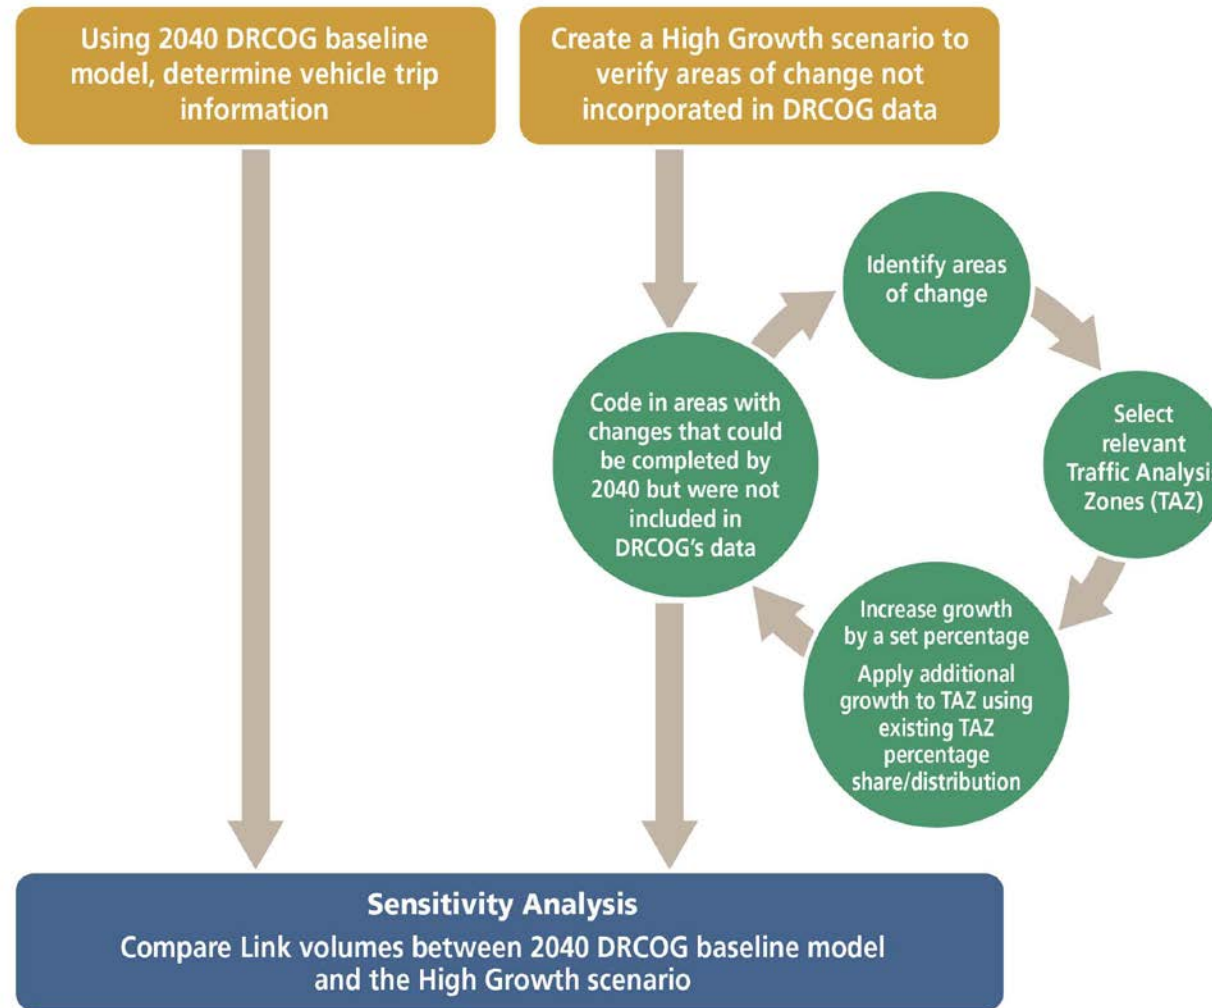 Using 2040 DRCOG baseline
model, determine vehicle trip
information
Create a High Growth scenario to
verify areas of change not
incorporated in DRCOG data
Identify areas
of change
Select
relevant
Traffic Analysis
Zones (TAZ)
Code in areas with
changes that could
be completed by
2040 but were not
included in
DRCOG’s data
Increase growth
by a set percentage
Apply additional
growth to TAZ using
existing TAZ
percentage
share/distribution
Sensitivity Analysis
Compare Link volumes between 2040 DRCOG baseline model
and the High Growth scenario